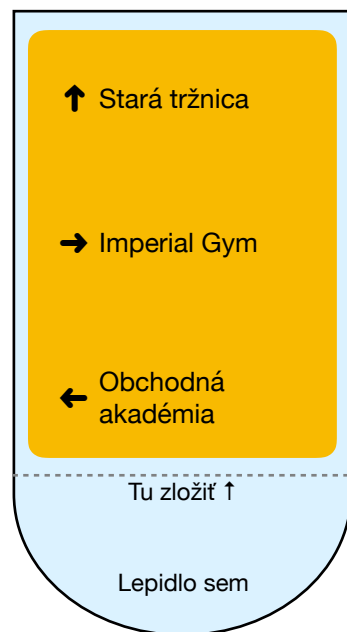 ↑ Stará tržnica
→ Imperial Gym
← Obchodná
akadémia
Tu zložiť ↑
Lepidlo sem